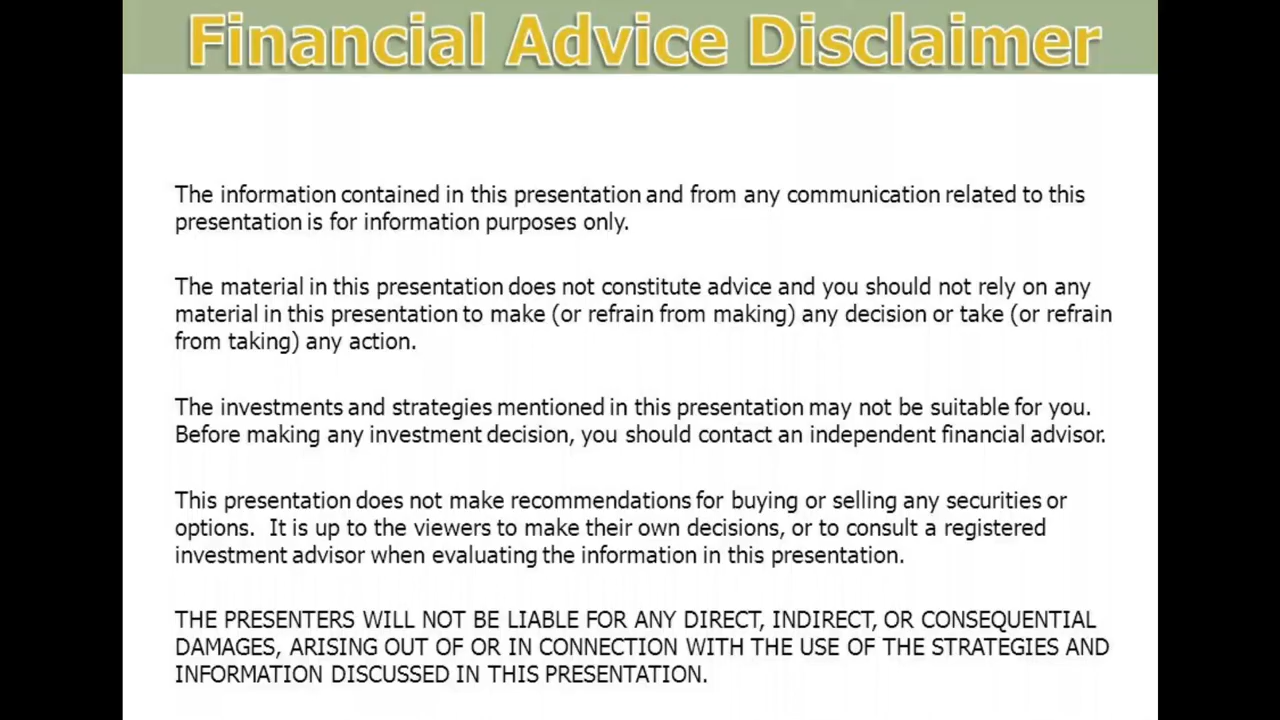 Financial Advice Disclaimer
The information contained in this presentation and from any communication related to this
presentation is for information purposes only.
The material in this presentation does not constitute advice and you should not rely on any
material in this presentation to make (or refrain from making) any decision or take (or refrain
from taking) any action.
The investments and strategies mentioned in this presentation may not be suitable for you.
Before making any investment decision, you should contact an independent financial advisor.
This presentation does not make recommendations for buying or selling any securities or
options.  It is up to the viewers to make their own decisions, or to consult a registered
investment advisor when evaluating the information in this presentation.
THE PRESENTERS WILL NOT BE LIABLE FOR ANY DIRECT, INDIRECT, OR CONSEQUENTIAL
DAMAGES, ARISING OUT OF OR IN CONNECTION WITH THE USE OF THE STRATEGIES AND
INFORMATION DISCUSSED IN THIS PRESENTATION.